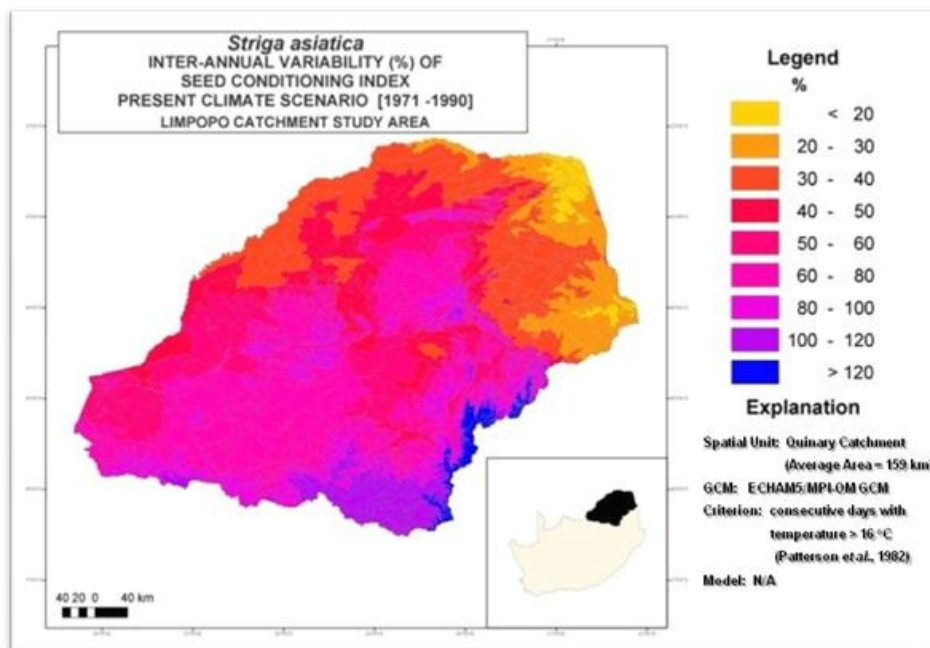 Striga asiatica
INTER-ANNUAL VARIABILITY (%) OF
SEED CONDITIONING INDEX
PRESENT CLIMATE SCENARIO [1971 -1990]
LIMPOPO CATCHMENT STUDY AREA
Legend
%
< 20
20 - 30
30 - 40
40 - 50
50 - 60
60 - 80
80 - 100
100 - 120
> 120
Explanation
Spatial Unit: Quinary Catchment
(Average Area = 159 km
GCM: ECHAM5/MPI-OM GCM
Criterion: consecutive days with
temperature > 16 °C
(Patterson et al., 1982)
Model: N/A
40 20 0 40 km